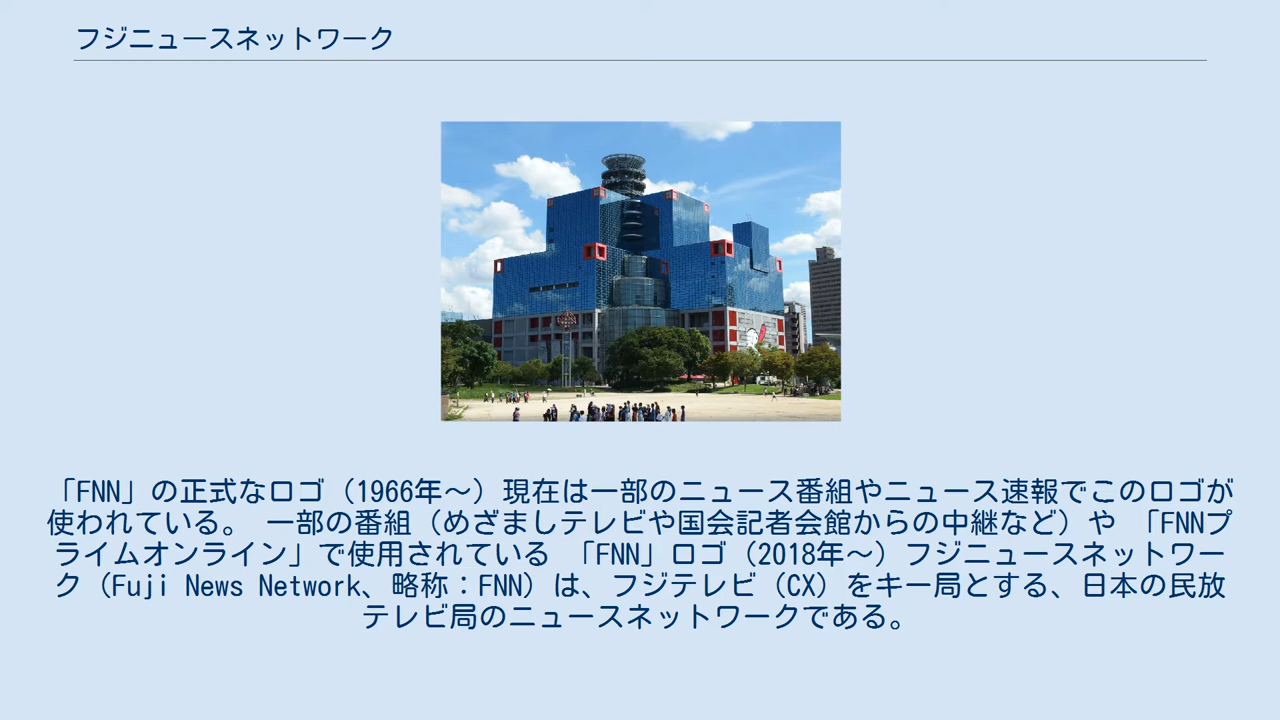 フジニュースネットワーク
「FNN」の正式なロゴ（1966年～）現在は一部のニュース番組やニュース速報でこのロゴが
使われている。 一部の番組（めざましテレビや国会記者会館からの中継など）や 「FNNプ
ライムオンライン」で使用されている 「FNN」ロゴ（2018年～）フジニュースネットワー
ク（Fuji News Network、略称：FNN）は、フジテレビ（CX）をキー局とする、日本の民放
テレビ局のニュースネットワークである。